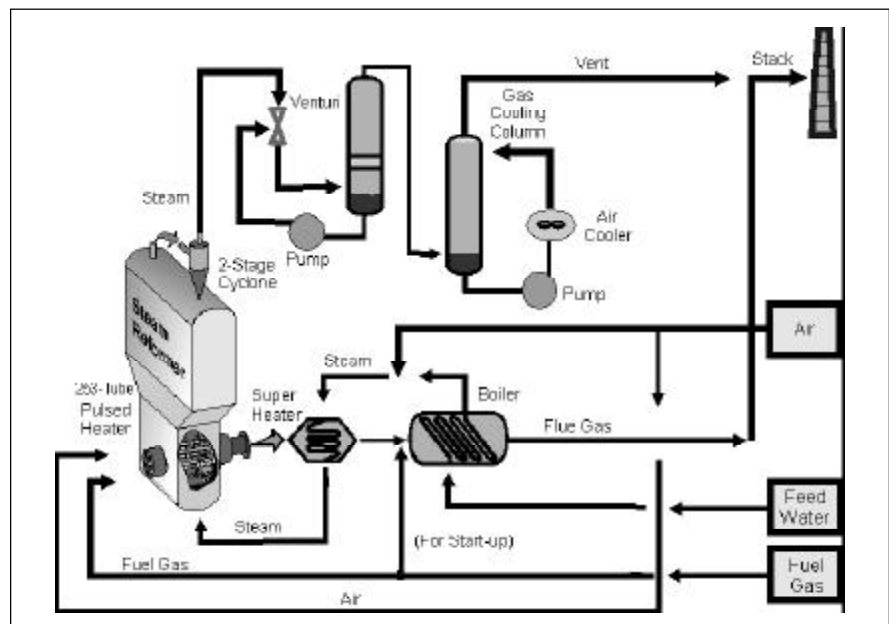 Stack
Vent
Gas
Cooling
Column
Venturi
Steam
Air
Cooler
Pump
2-Stage
Cyclone
Pump
Steam
Reformer
Air
Steam
Boiler
253-Tube
Pulsed
Heater
Super
Heater
Flue Gas
Feed
Water
Steam
(For Start-up)
Fuel Gas
Fuel
Gas
Air